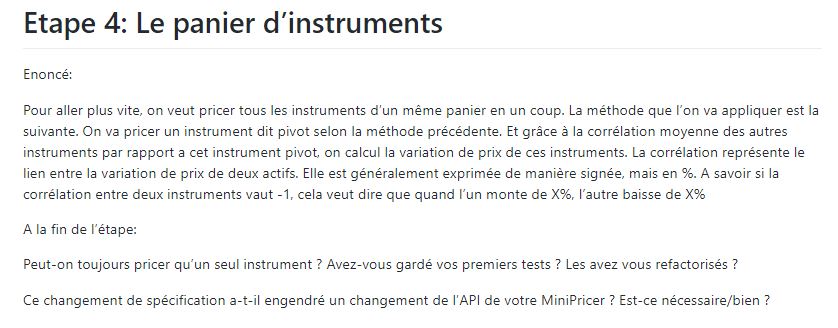 Etape 4: Le panier d’instruments
Enoncé:
Pour aller plus vite, on veut pricer tous les instruments d’un même panier en un coup. La méthode que l’on va appliquer est la
suivante. On va pricer un instrument dit pivot selon la méthode précédente. Et grâce à la corrélation moyenne des autres
instruments par rapport a cet instrument pivot, on calcul la variation de prix de ces instruments. La corrélation représente le
lien entre la variation de prix de deux actifs. Elle est généralement exprimée de manière signée, mais en %. A savoir si la
corrélation entre deux instruments vaut -1, cela veut dire que quand l’un monte de X%, l’autre baisse de X%
A la fin de l’étape:
Peut-on toujours pricer qu’un seul instrument ? Avez-vous gardé vos premiers tests ? Les avez vous refactorisés ?
Ce changement de spécification a-t-il engendré un changement de l’API de votre MiniPricer ? Est-ce nécessaire/bien ?